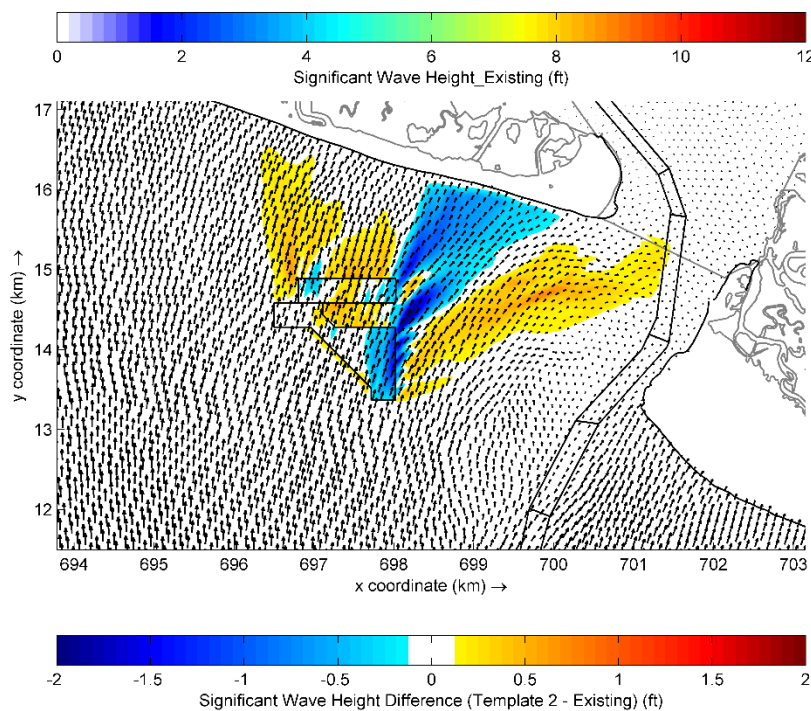 0 2 4 6 8 10 12
Significant Wave Height_Existing (ft)
17
16
15
14
13
12
y coordinate (km) →
694 695 696 697 698 699 700 701 702 703
x coordinate (km) →
-2 -1.5 -1 -0.5 0 0.5 1 1.5 2
Significant Wave Height Difference (Template 2 - Existing) (ft)